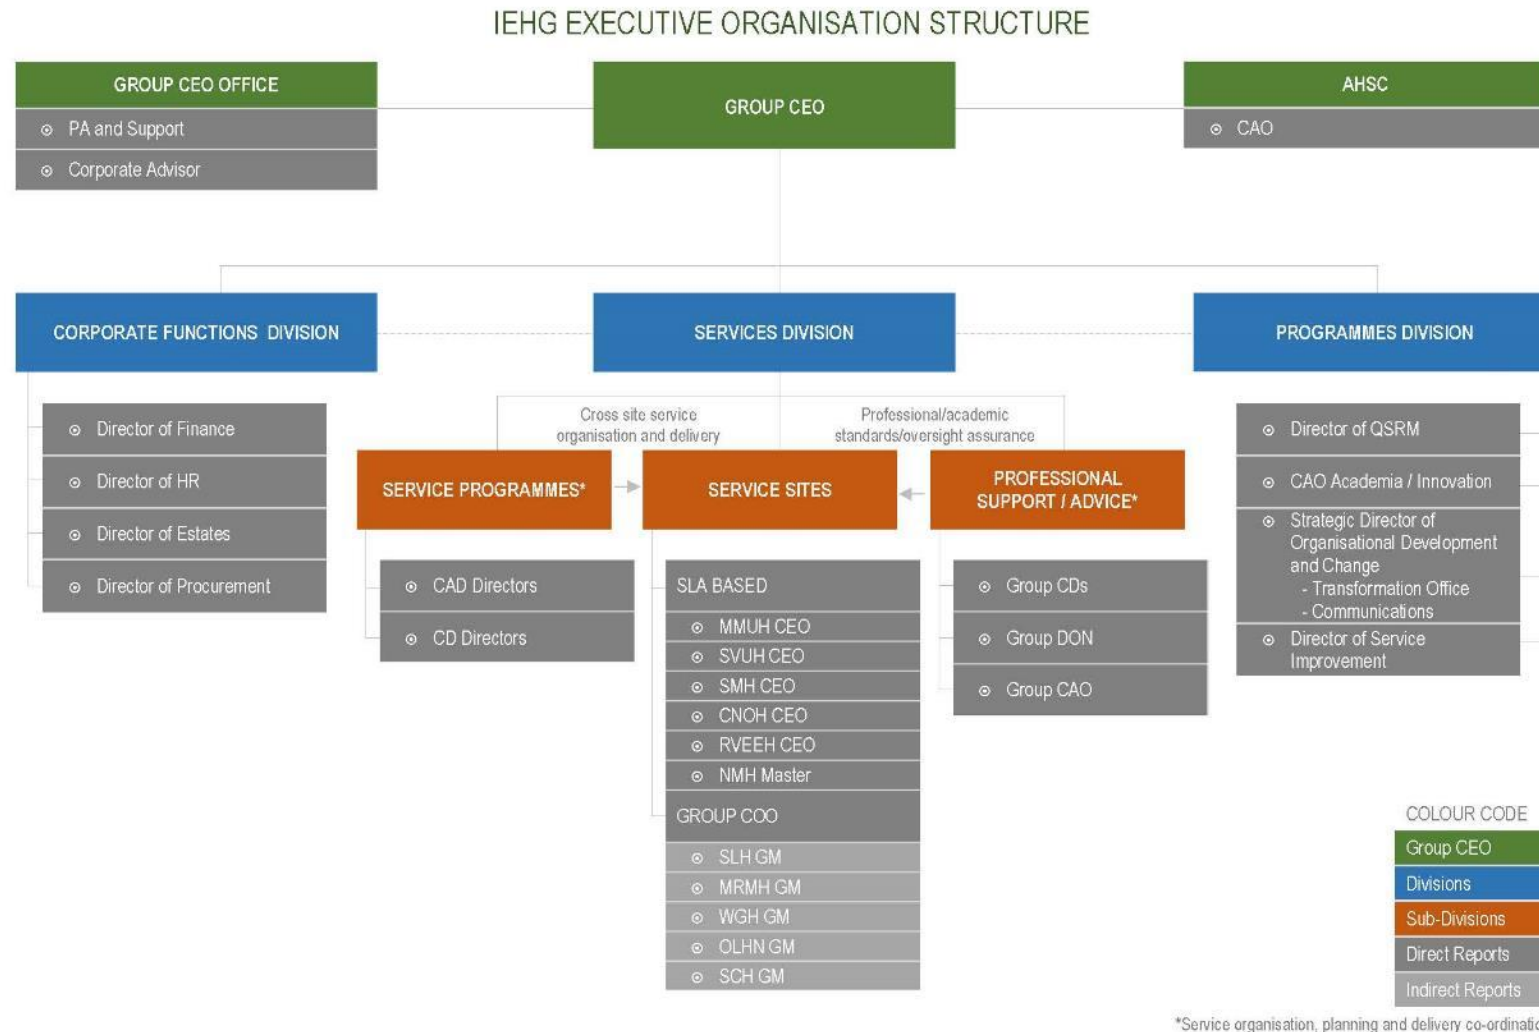 IEHG EXECUTIVE ORGANISATION STRUCTURE
GROUP CEO OFFICE
PA and Support
Corporate Advisor
GROUP CEO
AHSC
CAO
CORPORATE FUNCTIONS DIVISION
SERVICES DIVISION
PROGRAMMES DIVISION
Director of Finance
Director of HR
Director of Estates
Director of Procurement
Cross site service
organisation and delivery
Professional/academic
standards/oversight assurance
SERVICE PROGRAMMES*
SERVICE SITES
PROFESSIONAL
SUPPORT / ADVICE*
CAD Directors
CD Directors
SLA BASED
MMUH CEO
SVUH CEO
SMH CEO
CNOH CEO
RVEEH CEO
NMH Master
GROUP COO
SLH GM
MRMH GM
WGH GM
OLHN GM
SCH GM
Group CDs
Group DON
Group CAO
Director of QSRM
CAO Academia / Innovation
Strategic Director of
Organisational Development
and Change
- Transformation Office
- Communications
Director of Service
Improvement
COLOUR CODE
Group CEO
Divisions
Sub-Divisions
Direct Reports
Indirect Reports
*Service organisation, planning and delivery co-ordinatio